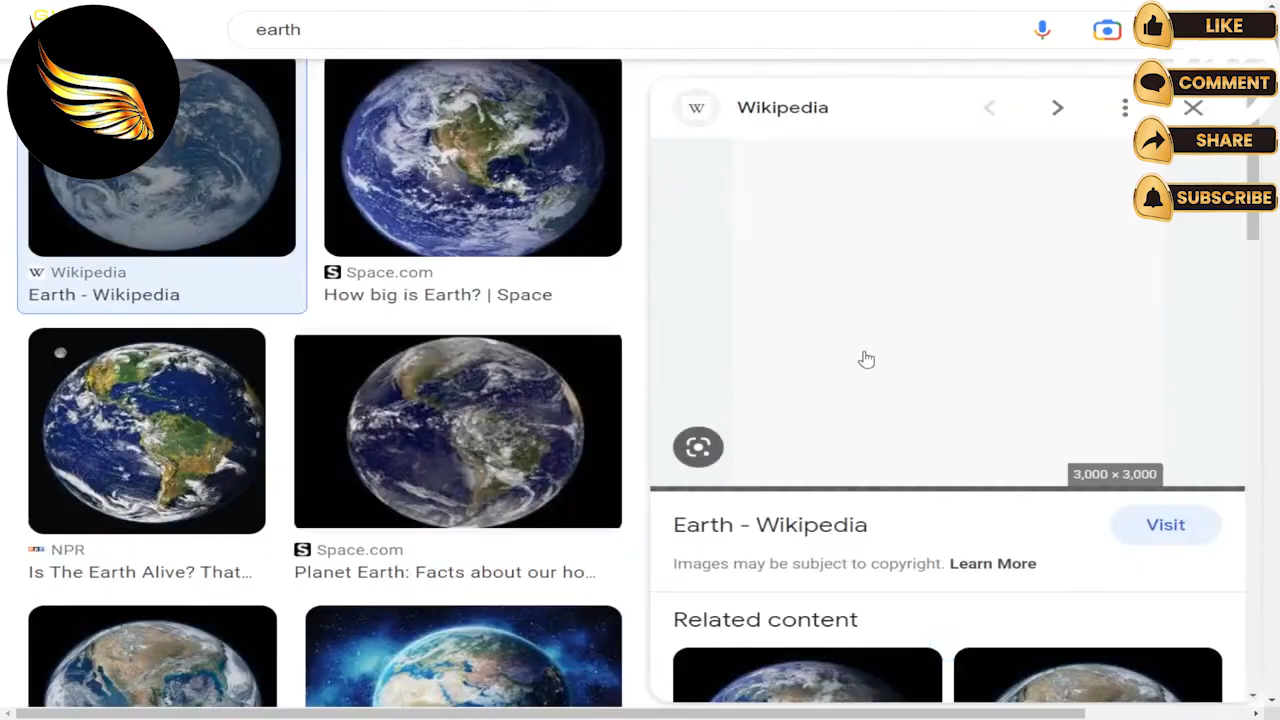 earth
LIKE
COMMENT
SHARE
SUBSCRIBE
W Wikipedia
W Wikipedia
Earth - Wikipedia
S Space.com
How big is Earth? | Space
NPR
Is The Earth Alive? That...
S Space.com
Planet Earth: Facts about our ho...
3,000 × 3,000
Earth - Wikipedia
Visit
Images may be subject to copyright. Learn More
Related content